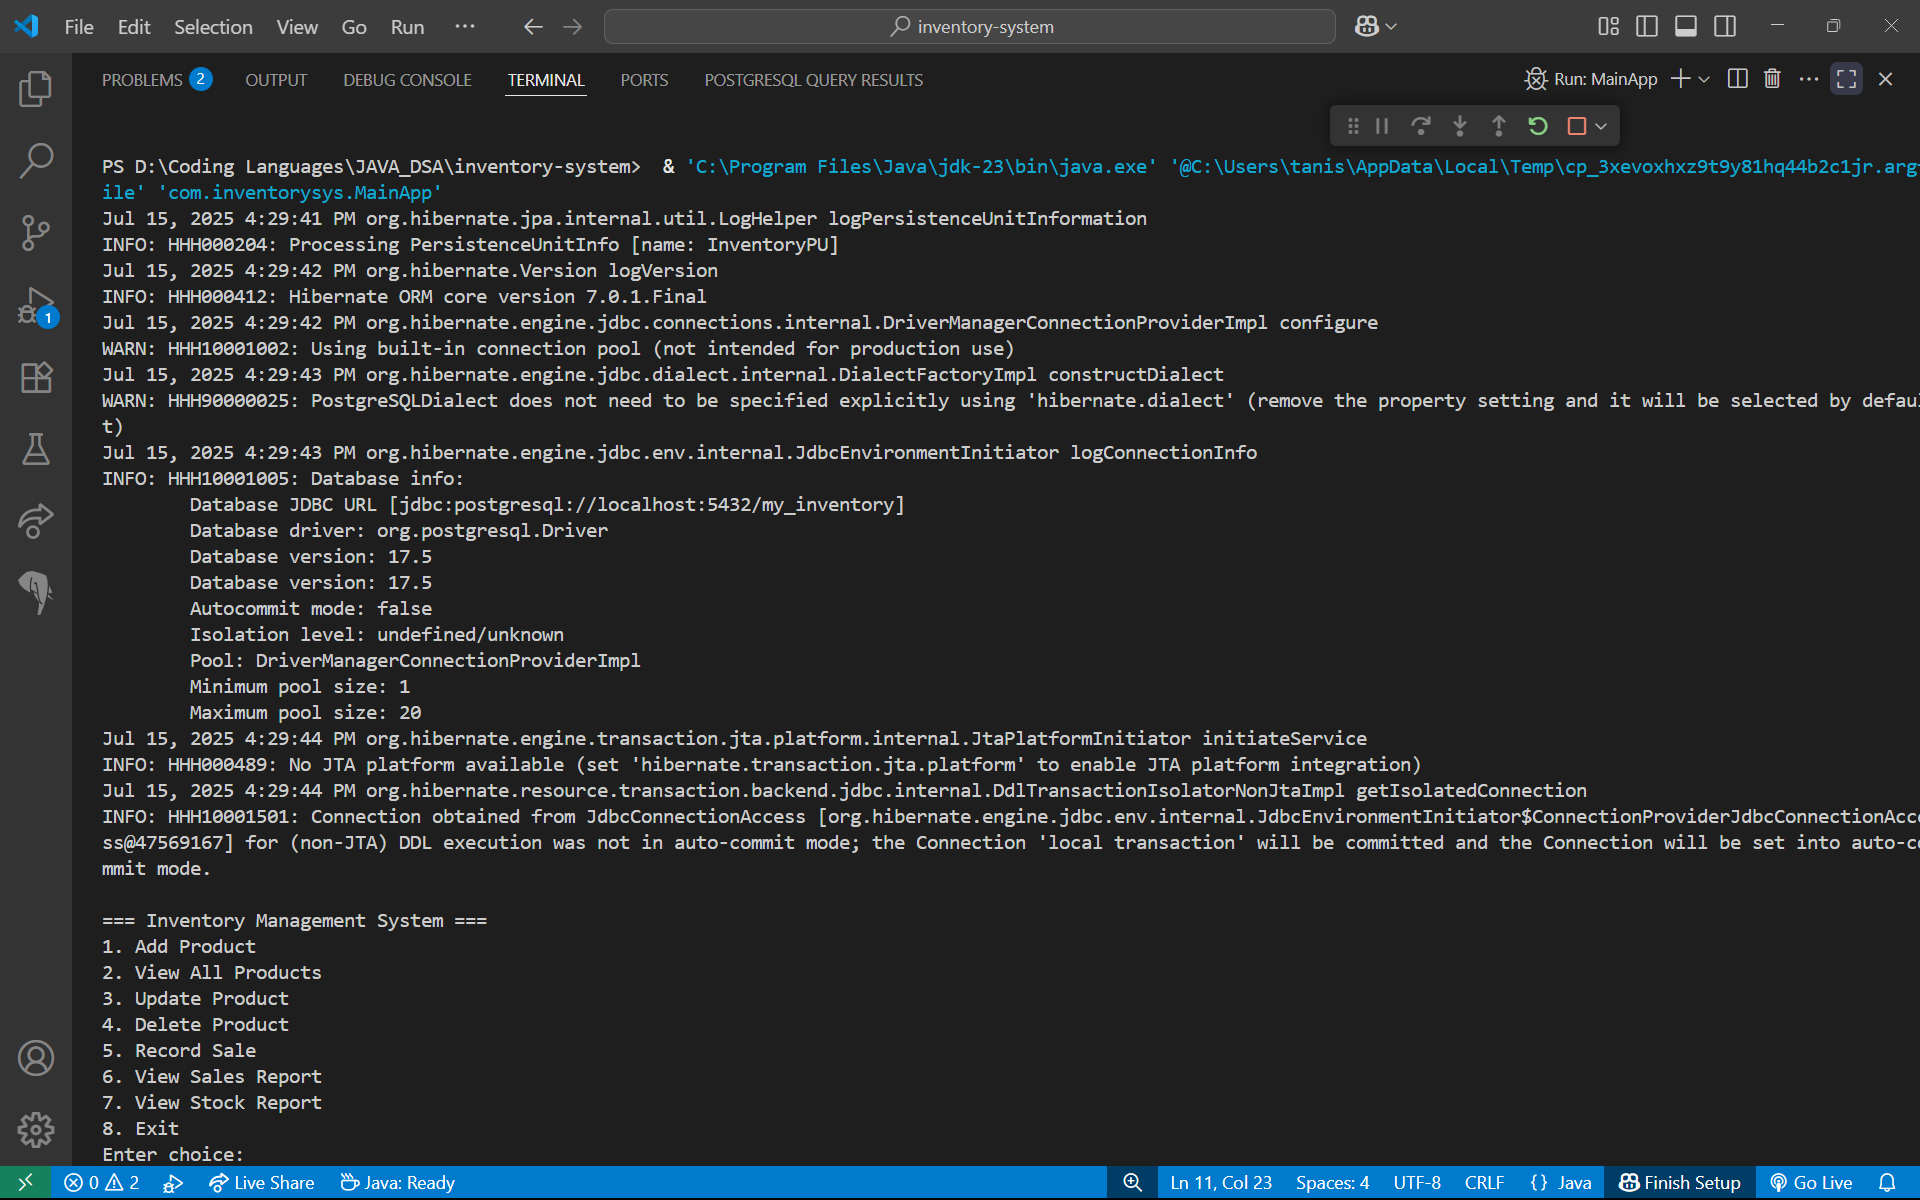 File Edit Selection View Go Run ··· inventory-system
PROBLEMS 2 OUTPUT DEBUG CONSOLE TERMINAL PORTS POSTGRESQL QUERY RESULTS Run: MainApp
PS D:\Coding Languages\JAVA_DSA\inventory-system>  & 'C:\Program Files\Java\jdk-23\bin\java.exe' '@C:\Users\tanis\AppData\Local\Temp\cp_3xevoxhxz9t9y81hq44b2c1jr.argf
ile' 'com.inventorysys.MainApp'
Jul 15, 2025 4:29:41 PM org.hibernate.jpa.internal.util.LogHelper logPersistenceUnitInformation
INFO: HHH000204: Processing PersistenceUnitInfo [name: InventoryPU]
Jul 15, 2025 4:29:42 PM org.hibernate.Version logVersion
INFO: HHH000412: Hibernate ORM core version 7.0.1.Final
Jul 15, 2025 4:29:42 PM org.hibernate.engine.jdbc.connections.internal.DriverManagerConnectionProviderImpl configure
WARN: HHH10001002: Using built-in connection pool (not intended for production use)
Jul 15, 2025 4:29:43 PM org.hibernate.engine.jdbc.dialect.internal.DialectFactoryImpl constructDialect
WARN: HHH90000025: PostgreSQLDialect does not need to be specified explicitly using 'hibernate.dialect' (remove the property setting and it will be selected by defaul
t)
Jul 15, 2025 4:29:43 PM org.hibernate.engine.jdbc.env.internal.JdbcEnvironmentInitiator logConnectionInfo
INFO: HHH10001005: Database info:
Database JDBC URL [jdbc:postgresql://localhost:5432/my_inventory]
Database driver: org.postgresql.Driver
Database version: 17.5
Database version: 17.5
Autocommit mode: false
Isolation level: undefined/unknown
Pool: DriverManagerConnectionProviderImpl
Minimum pool size: 1
Maximum pool size: 20
Jul 15, 2025 4:29:44 PM org.hibernate.engine.transaction.jta.platform.internal.JtaPlatformInitiator initiateService
INFO: HHH000489: No JTA platform available (set 'hibernate.transaction.jta.platform' to enable JTA platform integration)
Jul 15, 2025 4:29:44 PM org.hibernate.resource.transaction.backend.jdbc.internal.DdlTransactionIsolatorNonJtaImpl getIsolatedConnection
INFO: HHH10001501: Connection obtained from JdbcConnectionAccess [org.hibernate.engine.jdbc.env.internal.JdbcEnvironmentInitiator$ConnectionProviderJdbcConnectionAcce
ss@47569167] for (non-JTA) DDL execution was not in auto-commit mode; the Connection 'local transaction' will be committed and the Connection will be set into auto-co
mmit mode.
=== Inventory Management System ===
1. Add Product
2. View All Products
3. Update Product
4. Delete Product
5. Record Sale
6. View Sales Report
7. View Stock Report
8. Exit
Enter choice:
1
0 2 Live Share Java: Ready Ln 11, Col 23 Spaces: 4 UTF-8 CRLF {} Java Finish Setup Go Live